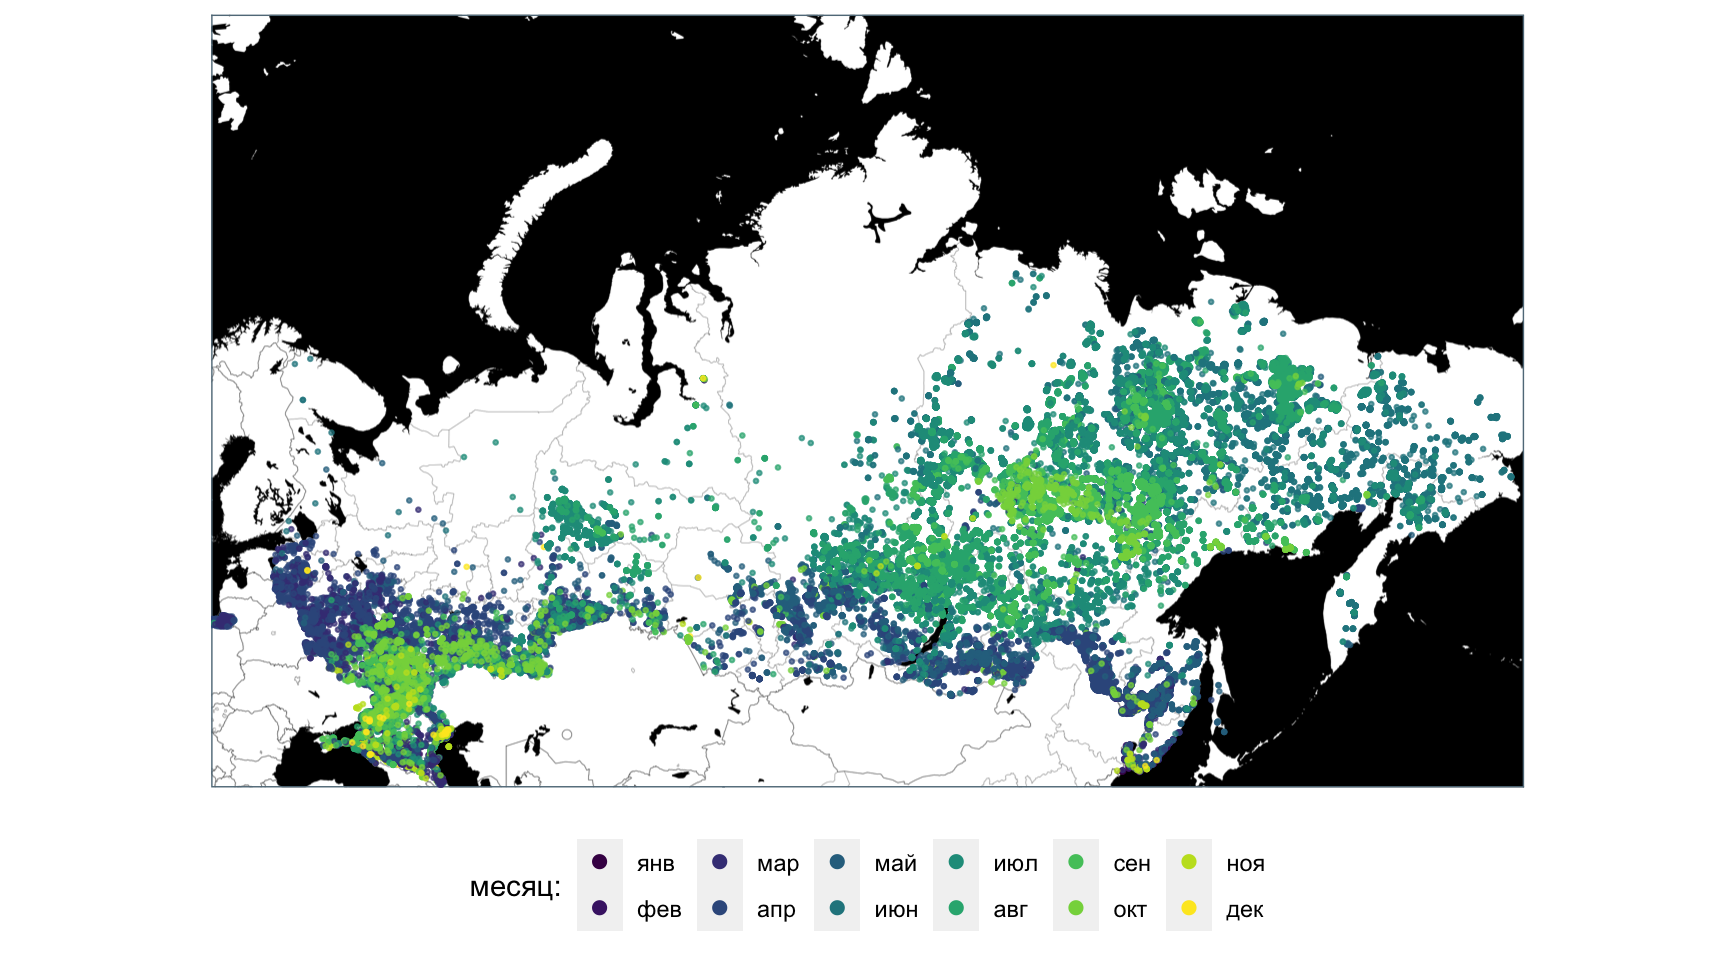 янв мар май июл сен ноя
месяц:
фев апр июн авг окт дек